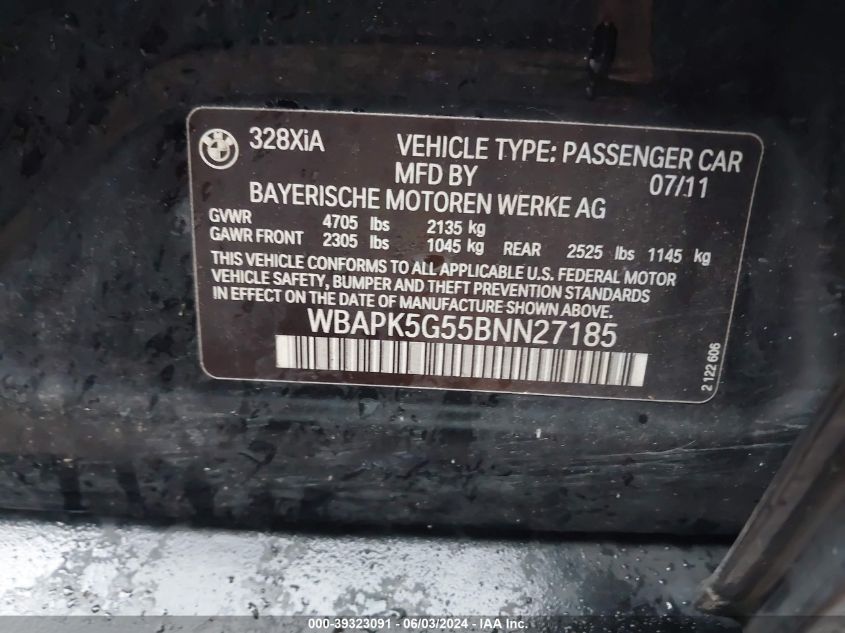 BMW
328XiA VEHICLE TYPE: PASSENGER CAR
MFD BY 07/11
BAYERISCHE MOTOREN WERKE AG
GVWR 4705 lbs 2135 kg
GAWR FRONT 2305 lbs 1045 kg REAR 2525 lbs 1145 kg
THIS VEHICLE CONFORMS TO ALL APPLICABLE U.S. FEDERAL MOTOR
VEHICLE SAFETY, BUMPER AND THEFT PREVENTION STANDARDS
IN EFFECT ON THE DATE OF MANUFACTURE SHOWN ABOVE.
WBAPK5G55BNN27185
2 122 606
000-39323091 - 06/03/2024 - COPYRIGHT IAA, LLC